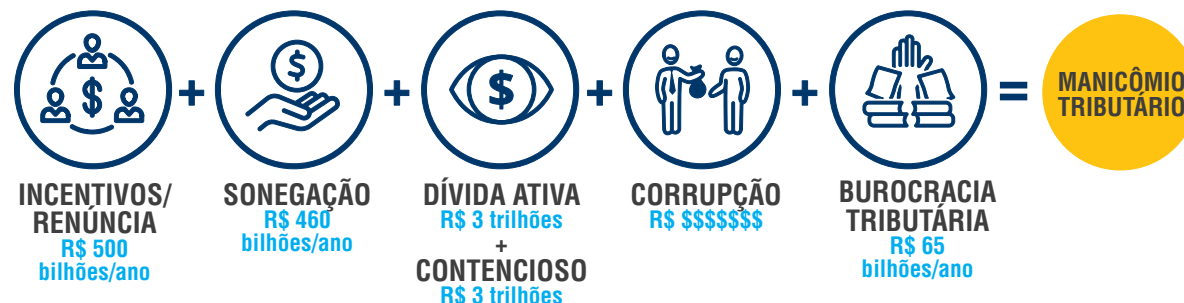 $
+
$
+
$
+
+
=
MANICÔMIO
TRIBUTÁRIO
INCENTIVOS/
RENÚNCIA
R$ 500
bilhões/ano
SONEGAÇÃO
R$ 460
bilhões/ano
DÍVIDA ATIVA
R$ 3 trilhões
+
CONTENCIOSO
R$ 3 trilhões
CORRUPÇÃO
R$ $$$$$$$
BUROCRACIA
TRIBUTÁRIA
R$ 65
bilhões/ano